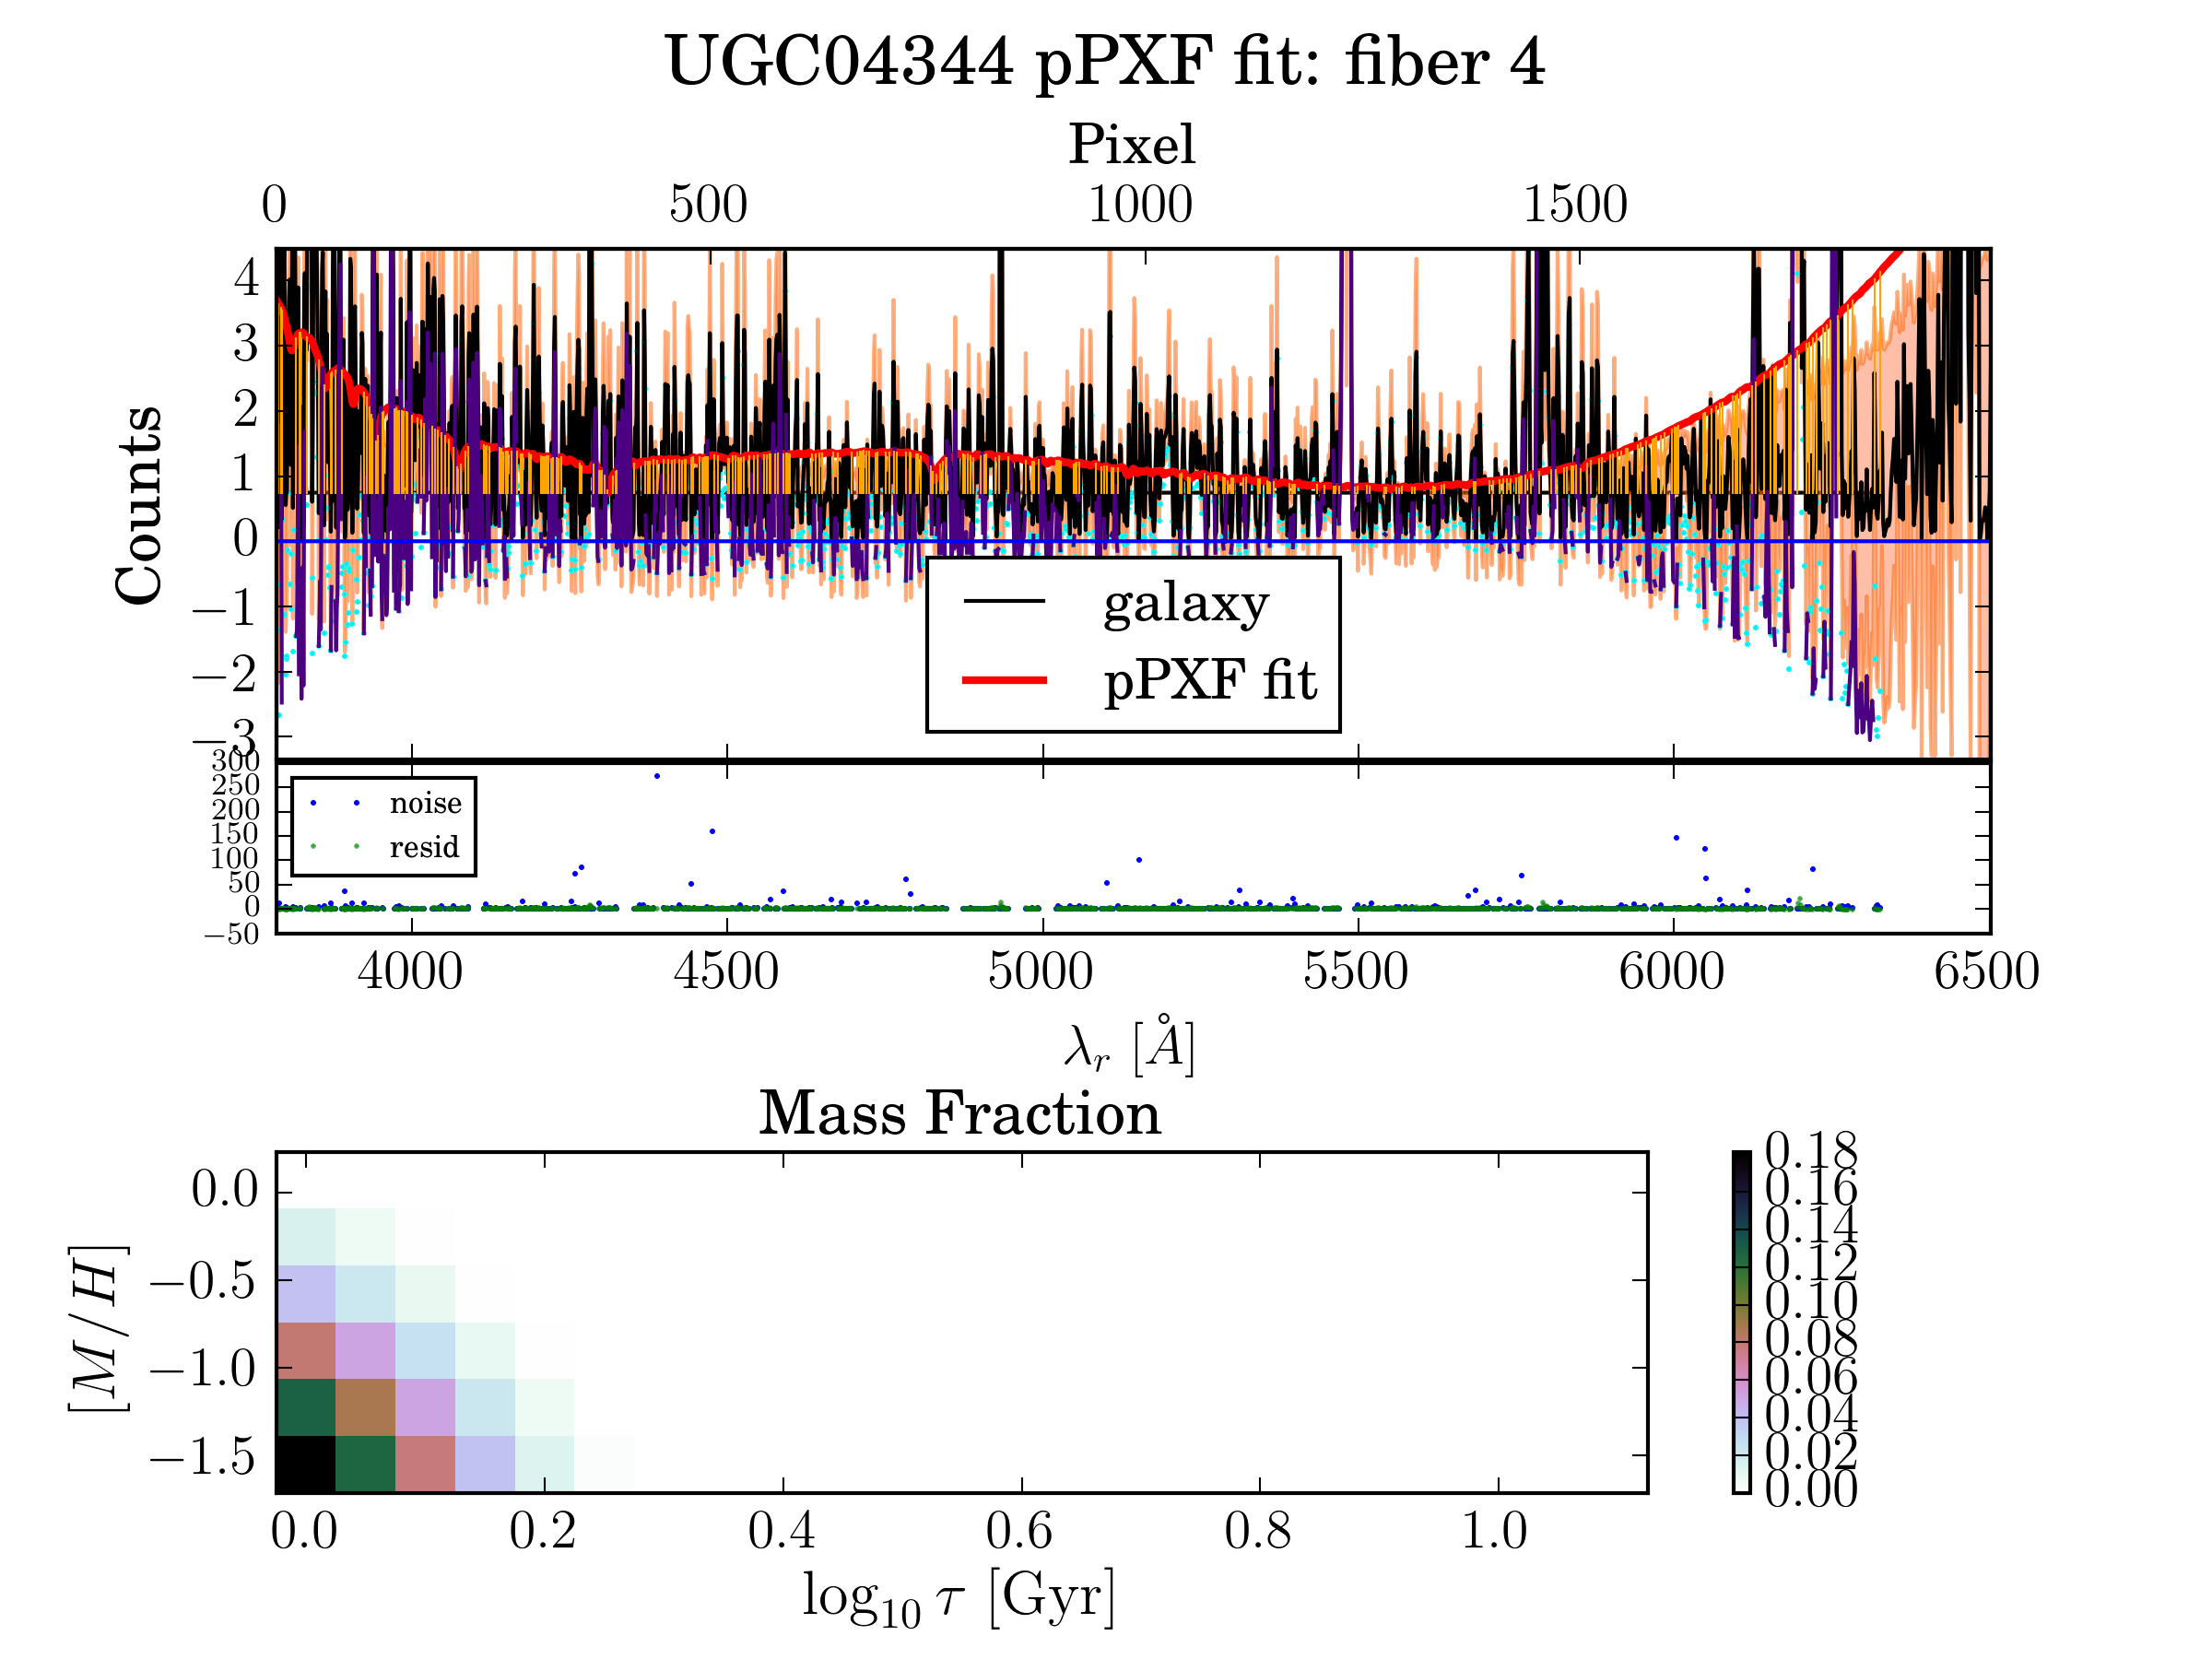 UGC04344 pPXF fit: fiber 4
Pixel
0 500 1000 1500
Counts
4
3
2
1
0
−1
−2
−3
galaxy
pPXF fit
300
250
200
150
100
50
0
−50
noise
resid
4000 4500 5000 5500 6000 6500
λr [Å]
Mass Fraction
[M/H]
0.0
−0.5
−1.0
−1.5
0.0 0.2 0.4 0.6 0.8 1.0
log10 τ [Gyr]
0.18
0.16
0.14
0.12
0.10
0.08
0.06
0.04
0.02
0.00